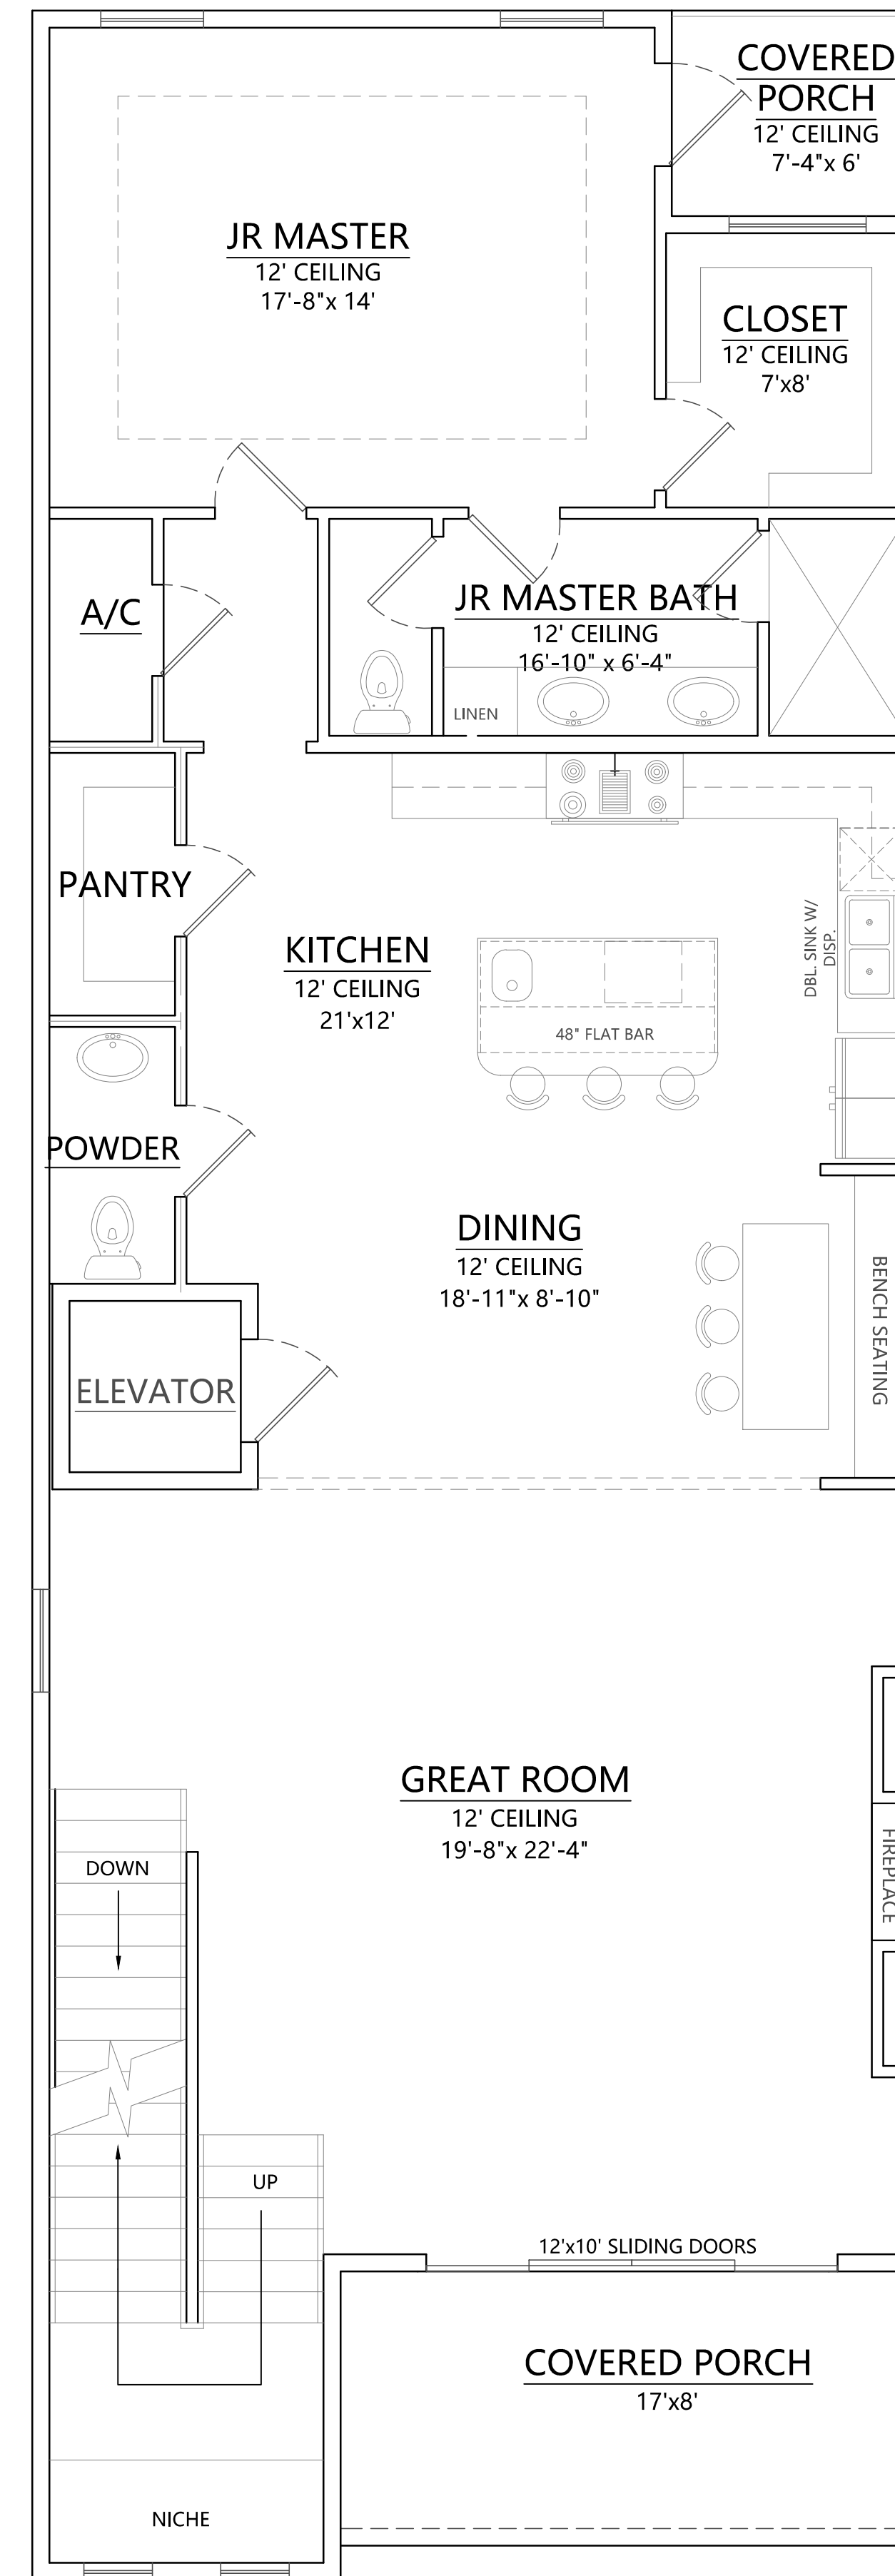 COVERED
PORCH
12' CEILING
7'-4"x 6'
JR MASTER
12' CEILING
17'-8"x 14'
CLOSET
12' CEILING
7'x8'
A/C
JR MASTER BATH
12' CEILING
16'-10" x 6'-4"
LINEN
PANTRY
KITCHEN
12' CEILING
21'x12'
DBL. SINK W/
DISP.
48" FLAT BAR
POWDER
DINING
12' CEILING
18'-11"x 8'-10"
BENCH SEATING
ELEVATOR
GREAT ROOM
12' CEILING
19'-8"x 22'-4"
FIREPLACE
DOWN
UP
12'x10' SLIDING DOORS
COVERED PORCH
17'x8'
NICHE